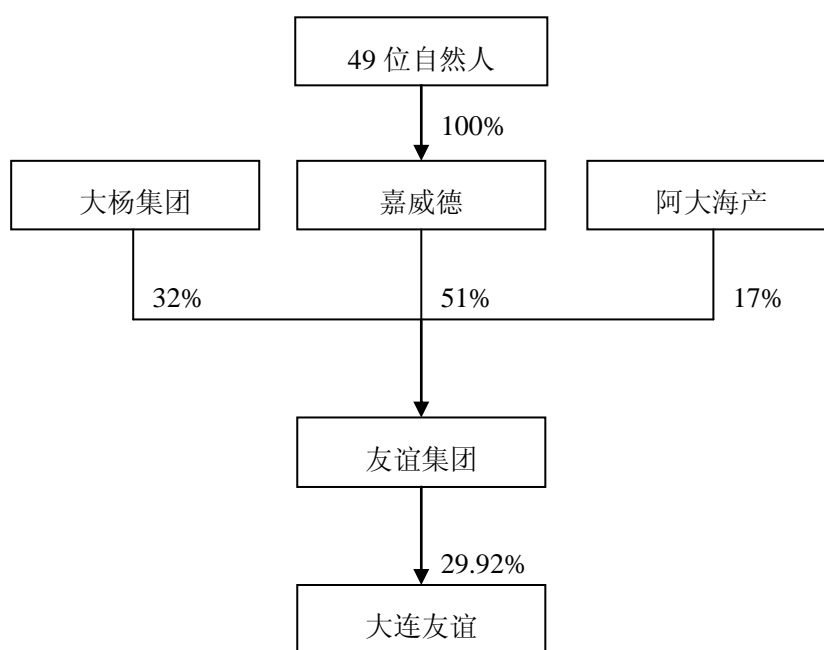 49 位自然人
100%
大杨集团
嘉威德
阿大海产
32%
51%
17%
友谊集团
29.92%
大连友谊